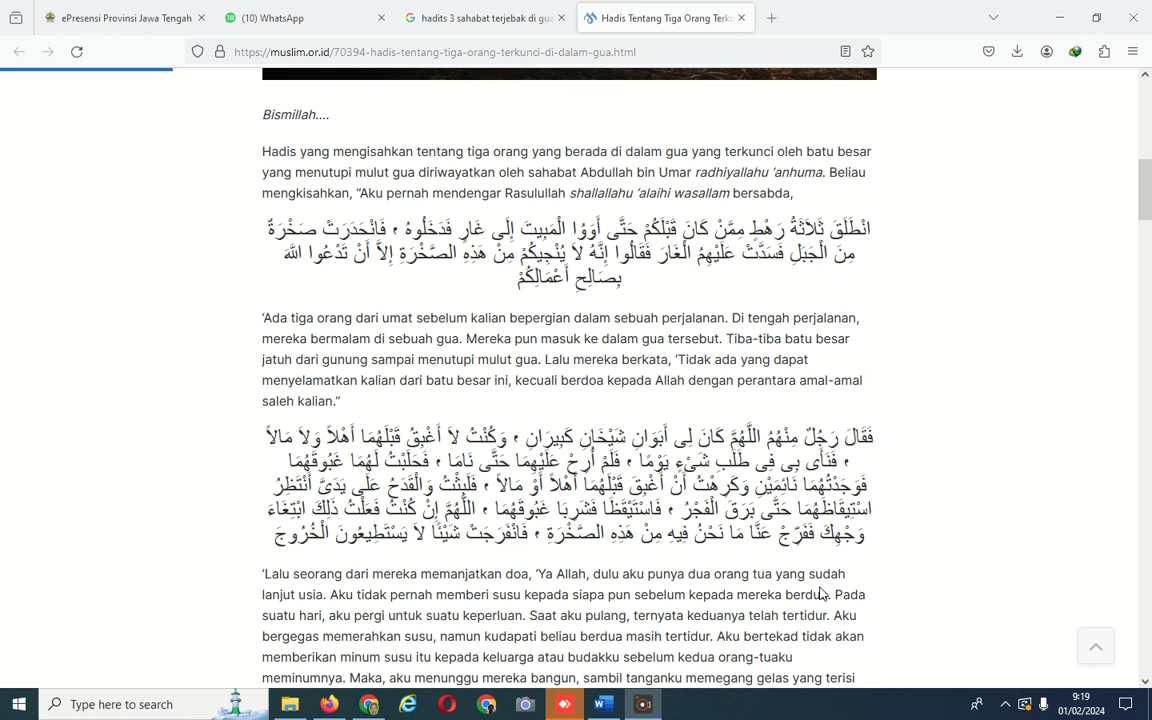 ePresensi Provinsi Jawa Tengah
(10) WhatsApp
hadits 3 sahabat terjebak di gua
Hadis Tentang Tiga Orang Terku
https://muslim.or.id/70394-hadis-tentang-tiga-orang-terkunci-di-dalam-gua.html
Bismillah....
Hadis yang mengisahkan tentang tiga orang yang berada di dalam gua yang terkunci oleh batu besar
yang menutupi mulut gua diriwayatkan oleh sahabat Abdullah bin Umar radhiyallahu ‘anhuma. Beliau
mengkisahkan, “Aku pernah mendengar Rasulullah shallallahu ‘alaihi wasallam bersabda,
انْطَلَقَ ثَلاَثَةُ رَهْطٍ مِمَّنْ كَانَ قَبْلَكُمْ حَتَّى أَوَوُا الْمَبِيتَ إِلَى غَارٍ فَدَخَلُوهُ ، فَانْحَدَرَتْ صَخْرَةٌ
مِنَ الْجَبَلِ فَسَدَّتْ عَلَيْهِمُ الْغَارَ فَقَالُوا إِنَّهُ لاَ يُنْجِيكُمْ مِنْ هَذِهِ الصَّخْرَةِ إِلاَّ أَنْ تَدْعُوا اللَّهَ
بِصَالِحِ أَعْمَالِكُمْ
‘Ada tiga orang dari umat sebelum kalian bepergian dalam sebuah perjalanan. Di tengah perjalanan,
mereka bermalam di sebuah gua. Mereka pun masuk ke dalam gua tersebut. Tiba-tiba batu besar
jatuh dari gunung sampai menutupi mulut gua. Lalu mereka berkata, ‘Tidak ada yang dapat
menyelamatkan kalian dari batu besar ini, kecuali berdoa kepada Allah dengan perantara amal-amal
saleh kalian.”
فَقَالَ رَجُلٌ مِنْهُمُ اللَّهُمَّ كَانَ لِى أَبَوَانِ شَيْخَانِ كَبِيرَانِ ، وَكُنْتُ لاَ أَغْبِقُ قَبْلَهُمَا أَهْلاً وَلاَ مَالاً
، فَنَأَى بِى فِى طَلَبِ شَىْءٍ يَوْمًا ، فَلَمْ أُرِحْ عَلَيْهِمَا حَتَّى نَامَا ، فَحَلَبْتُ لَهُمَا غَبُوقَهُمَا
فَوَجَدْتُهُمَا نَائِمَيْنِ وَكَرِهْتُ أَنْ أَغْبِقَ قَبْلَهُمَا أَهْلاً أَوْ مَالاً ، فَلَبِثْتُ وَالْقَدَحُ عَلَى يَدَىَّ أَنْتَظِرُ
اسْتِيقَاظَهُمَا حَتَّى بَرَقَ الْفَجْرُ ، فَاسْتَيْقَظَا فَشَرِبَا غَبُوقَهُمَا ، اللَّهُمَّ إِنْ كُنْتُ فَعَلْتُ ذَلِكَ ابْتِغَاءَ
وَجْهِكَ فَفَرِّجْ عَنَّا مَا نَحْنُ فِيهِ مِنْ هَذِهِ الصَّخْرَةِ ، فَانْفَرَجَتْ شَيْئًا لاَ يَسْتَطِيعُونَ الْخُرُوجَ
‘Lalu seorang dari mereka memanjatkan doa, ‘Ya Allah, dulu aku punya dua orang tua yang sudah
lanjut usia. Aku tidak pernah memberi susu kepada siapa pun sebelum kepada mereka berdua. Pada
suatu hari, aku pergi untuk suatu keperluan. Saat aku pulang, ternyata keduanya telah tertidur. Aku
bergegas memerahkan susu, namun kudapati beliau berdua masih tertidur. Aku bertekad tidak akan
memberikan minum susu itu kepada keluarga atau budakku sebelum kedua orang-tuaku
meminumnya. Maka, aku menunggu mereka bangun, sambil tanganku memegang gelas yang terisi
Type here to search
9:19
01/02/2024